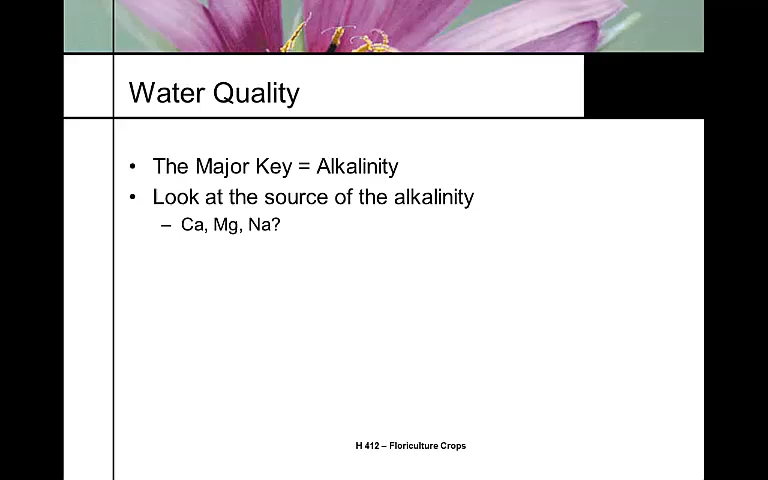 Water Quality
• The Major Key = Alkalinity
• Look at the source of the alkalinity
– Ca, Mg, Na?
H 412 – Floriculture Crops